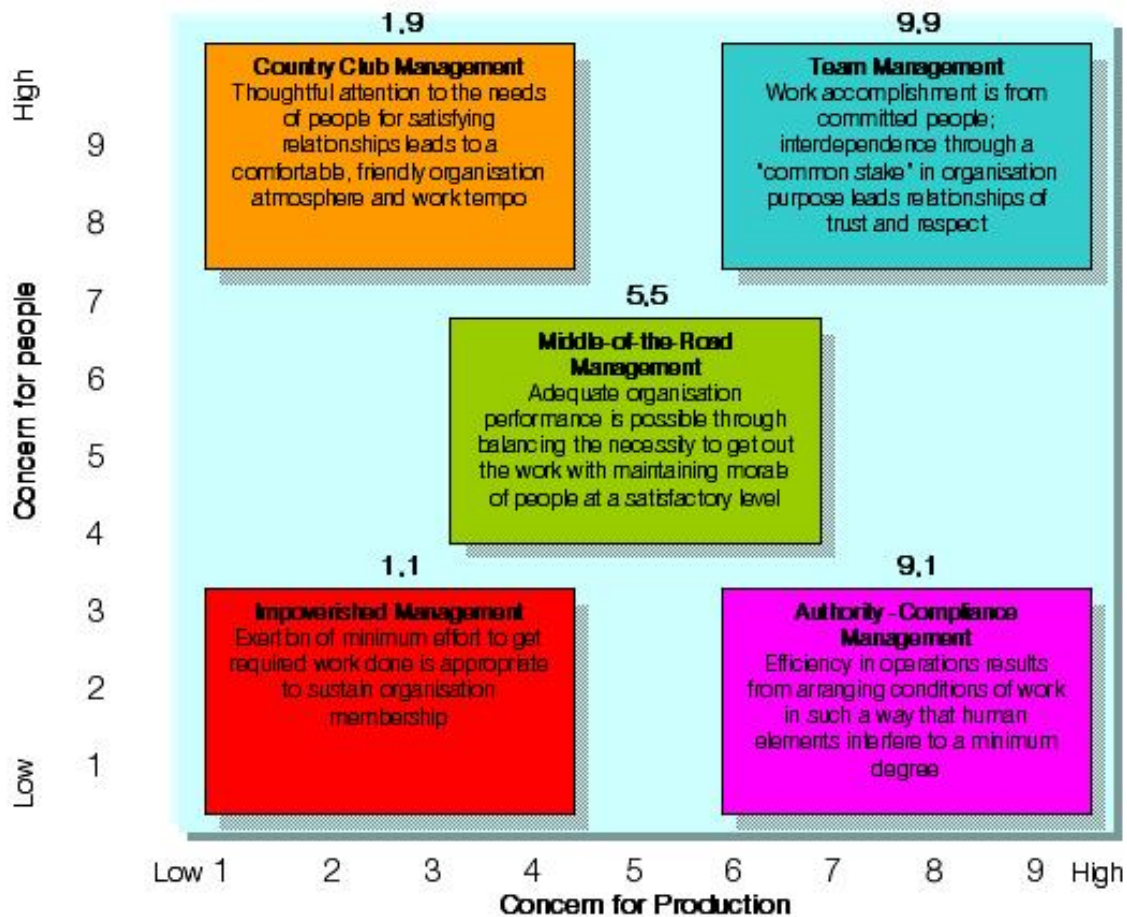 1,9
Country Club Management
Thoughtful attention to the needs
of people for satisfying
relationships leads to a
comfortable, friendly organisation
atmosphere and work tempo
9,9
Team Management
Work accomplishment is from
committed people;
interdependence through a
"common stake" in organisation
purpose leads relationships of
trust and respect
5,5
Middle-of-the-Road
Management
Adequate organisation
performance is possible through
balancing the necessity to get out
the work with maintaining morale
of people at a satisfactory level
1,1
Impoverished Management
Exertion of minimum effort to get
required work done is appropriate
to sustain organisation
membership
9,1
Authority-Compliance
Management
Efficiency in operations results
from arranging conditions of work
in such a way that human
elements interfere to a minimum
degree
High
9
8
7
6
5
4
3
2
1
Low
Concern for people
Low 1 2 3 4 5 6 7 8 9 High
Concern for Production